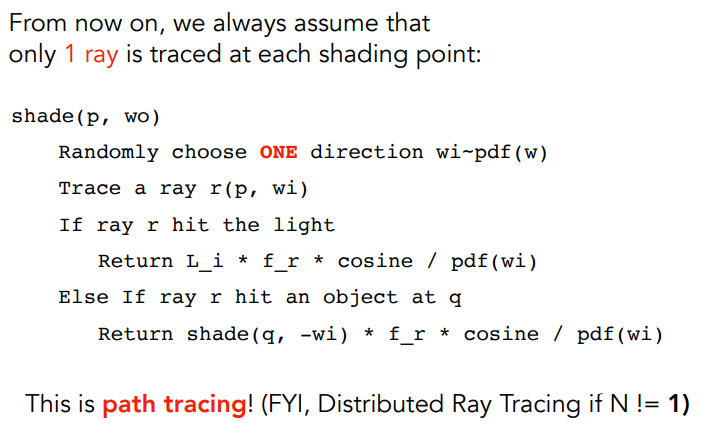 From now on, we always assume that
only 1 ray is traced at each shading point:
shade(p, wo)
Randomly choose ONE direction wi~pdf(w)
Trace a ray r(p, wi)
If ray r hit the light
Return L_i * f_r * cosine / pdf(wi)
Else If ray r hit an object at q
Return shade(q, -wi) * f_r * cosine / pdf(wi)
This is path tracing! (FYI, Distributed Ray Tracing if N != 1)